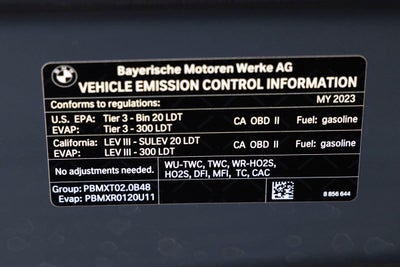 BMW
Bayerische Motoren Werke AG
VEHICLE EMISSION CONTROL INFORMATION
Conforms to regulations: MY 2023
U.S. EPA: Tier 3 - Bin 20 LDT CA OBD II Fuel: gasoline
EVAP: Tier 3 - 300 LDT
California: LEV III - SULEV 20 LDT CA OBD II Fuel: gasoline
EVAP: LEV III - 300 LDT
No adjustments needed. WU-TWC, TWC, WR-HO2S,
HO2S, DFI, MFI, TC, CAC
Group: PBMXT02.0B48
Evap: PBMXR0120U11
8 856 644